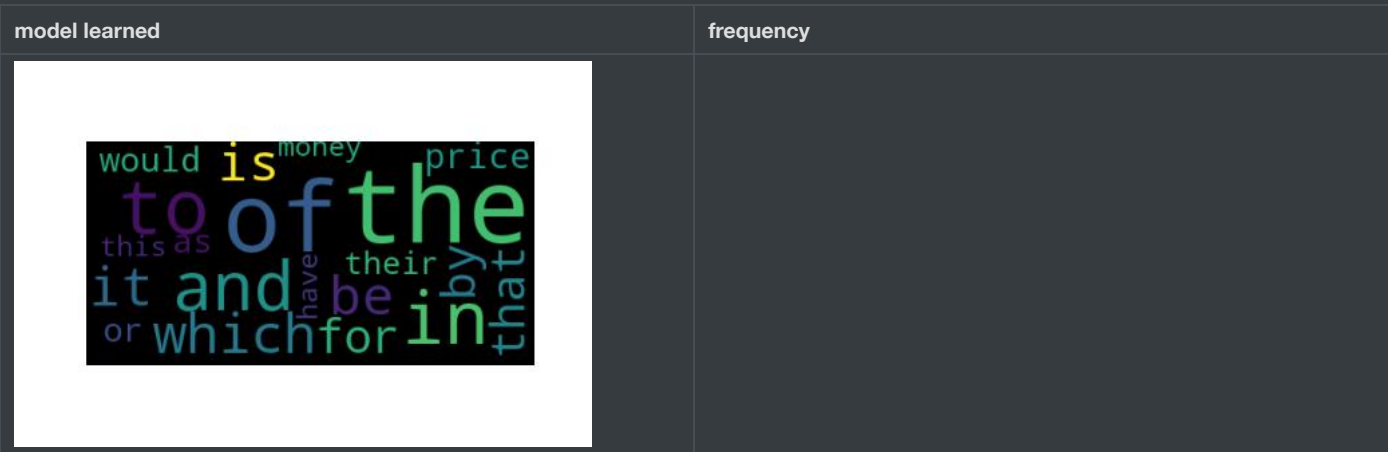 model learned
frequency
would is money price
to of the
this as
it and have their by that
be
or which for in